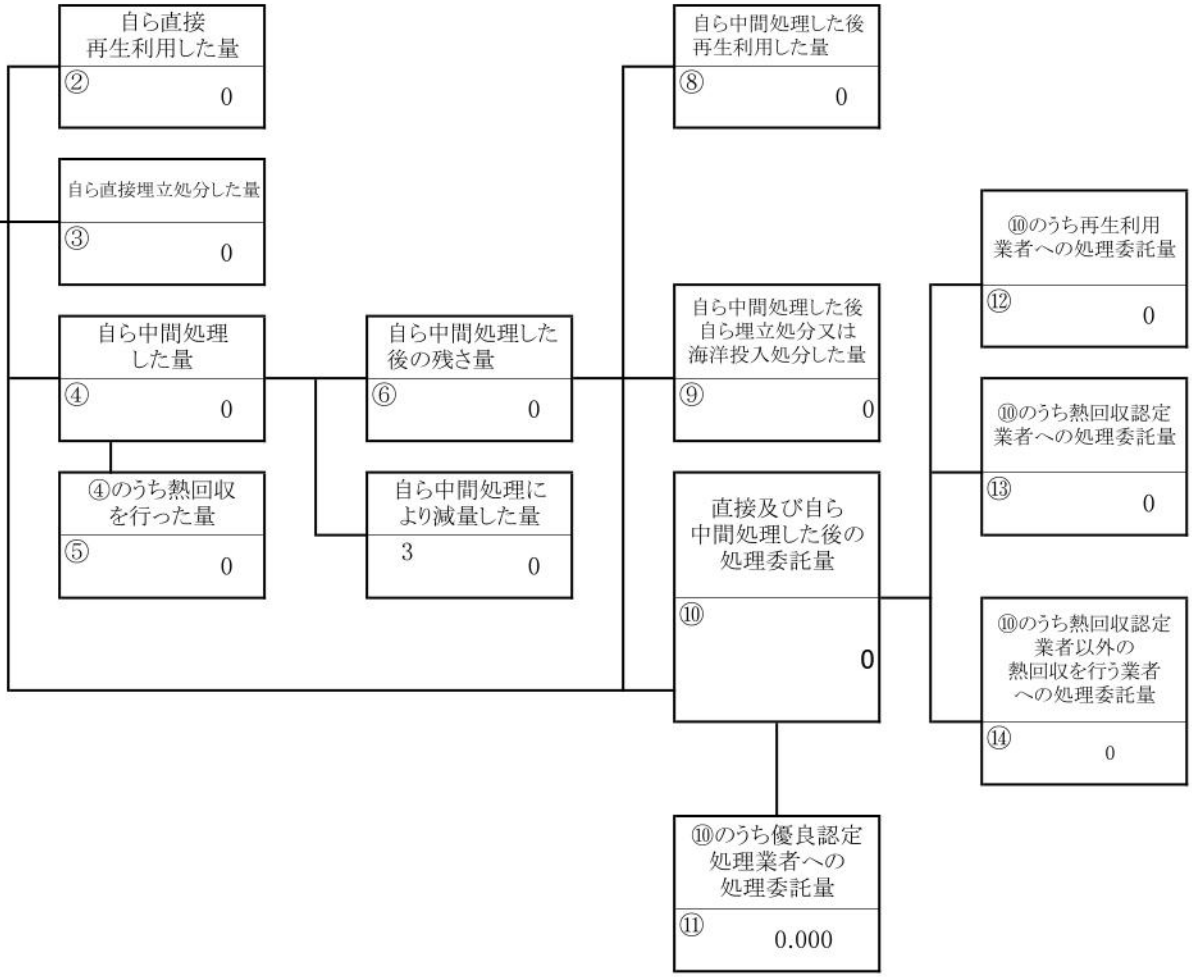 自ら直接
再生利用した量
②
0
自ら直接埋立処分した量
③
0
自ら中間処理
した量
④
0
④のうち熱回収
を行った量
⑤
0
自ら中間処理した
後の残さ量
⑥
0
自ら中間処理に
より減量した量
3
0
自ら中間処理した後
再生利用した量
⑧
0
自ら中間処理した後
自ら埋立処分又は
海洋投入処分した量
⑨
0
直接及び自ら
中間処理した後の
処理委託量
⑩
0
⑩のうち優良認定
処理業者への
処理委託量
⑪
0.000
⑩のうち再生利用
業者への処理委託量
⑫
0
⑩のうち熱回収認定
業者への処理委託量
⑬
0
⑩のうち熱回収認定
業者以外の
熱回収を行う業者
への処理委託量
⑭
0